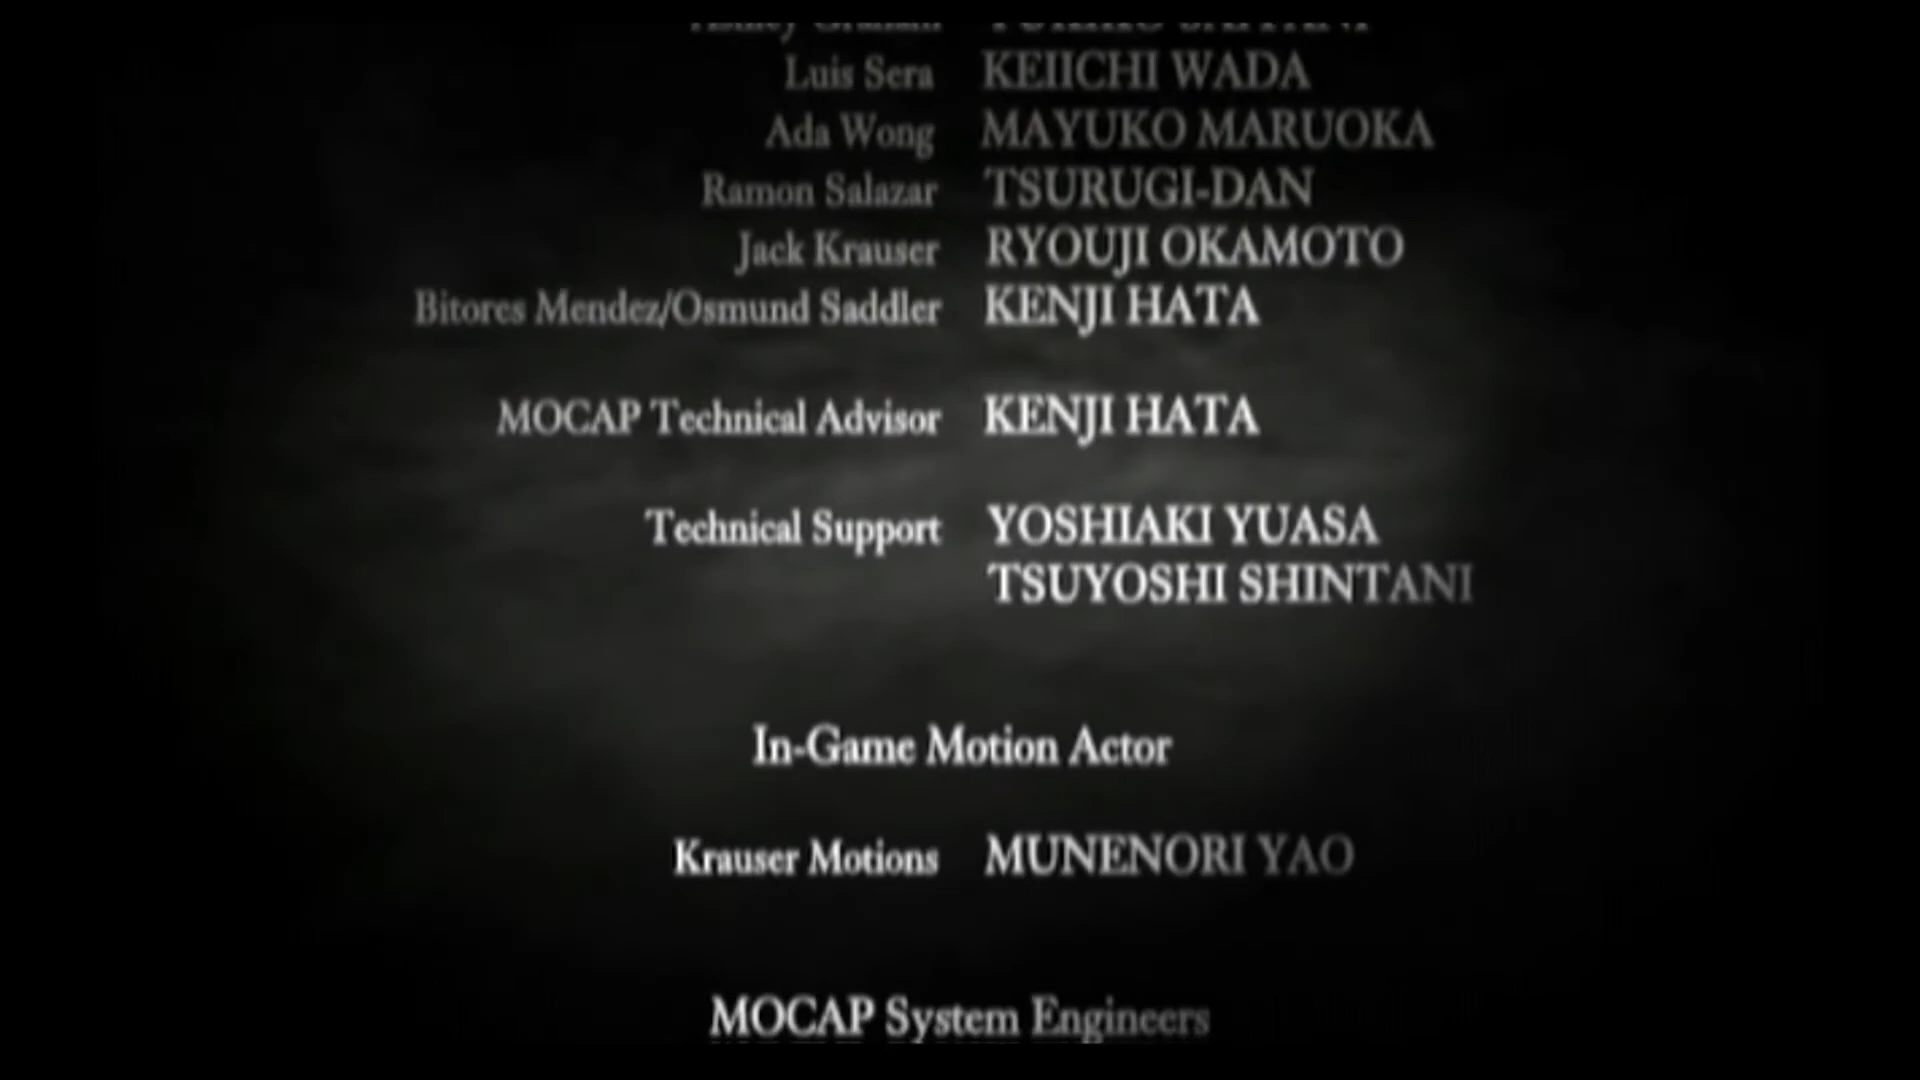 Luis Sera KEIICHI WADA
Ada Wong MAYUKO MARUOKA
Ramon Salazar TSURUGI-DAN
Jack Krauser RYOUJI OKAMOTO
Bitores Mendez/Osmund Saddler KENJI HATA
MOCAP Technical Advisor KENJI HATA
Technical Support YOSHIAKI YUASA
TSUYOSHI SHINTANI
In-Game Motion Actor
Krauser Motions MUNENORI YAO
MOCAP System Engineers